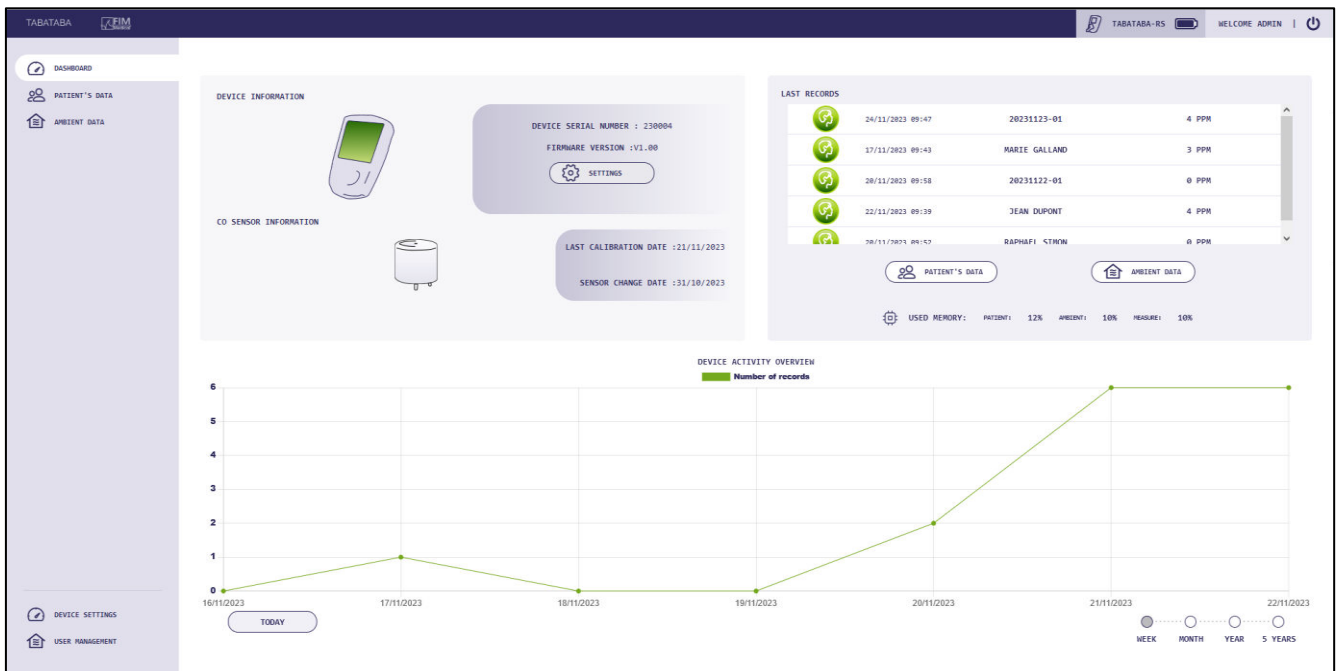 TABATABA FIM
TABATABA-RS WELCOME ADMIN |
DASHBOARD
PATIENT'S DATA
AMBIENT DATA
DEVICE INFORMATION
DEVICE SERIAL NUMBER : 230004
FIRMWARE VERSION :V1.00
SETTINGS
CO SENSOR INFORMATION
LAST CALIBRATION DATE :21/11/2023
SENSOR CHANGE DATE :31/10/2023
LAST RECORDS
24/11/2023 09:47 20231123-01 4 PPM
17/11/2023 09:43 MARIE GALLAND 3 PPM
20/11/2023 09:58 20231122-01 0 PPM
22/11/2023 09:39 JEAN DUPONT 4 PPM
20/11/2023 09:52 RAPHAEL SIMON 0 PPM
PATIENT'S DATA AMBIENT DATA
USED MEMORY: PATIENT: 12% AMBIENT: 10% MEASURE: 10%
DEVICE ACTIVITY OVERVIEW
Number of records
6
5
4
3
2
1
0
16/11/2023 17/11/2023 18/11/2023 19/11/2023 20/11/2023 21/11/2023 22/11/2023
TODAY
WEEK MONTH YEAR 5 YEARS
DEVICE SETTINGS
USER MANAGEMENT